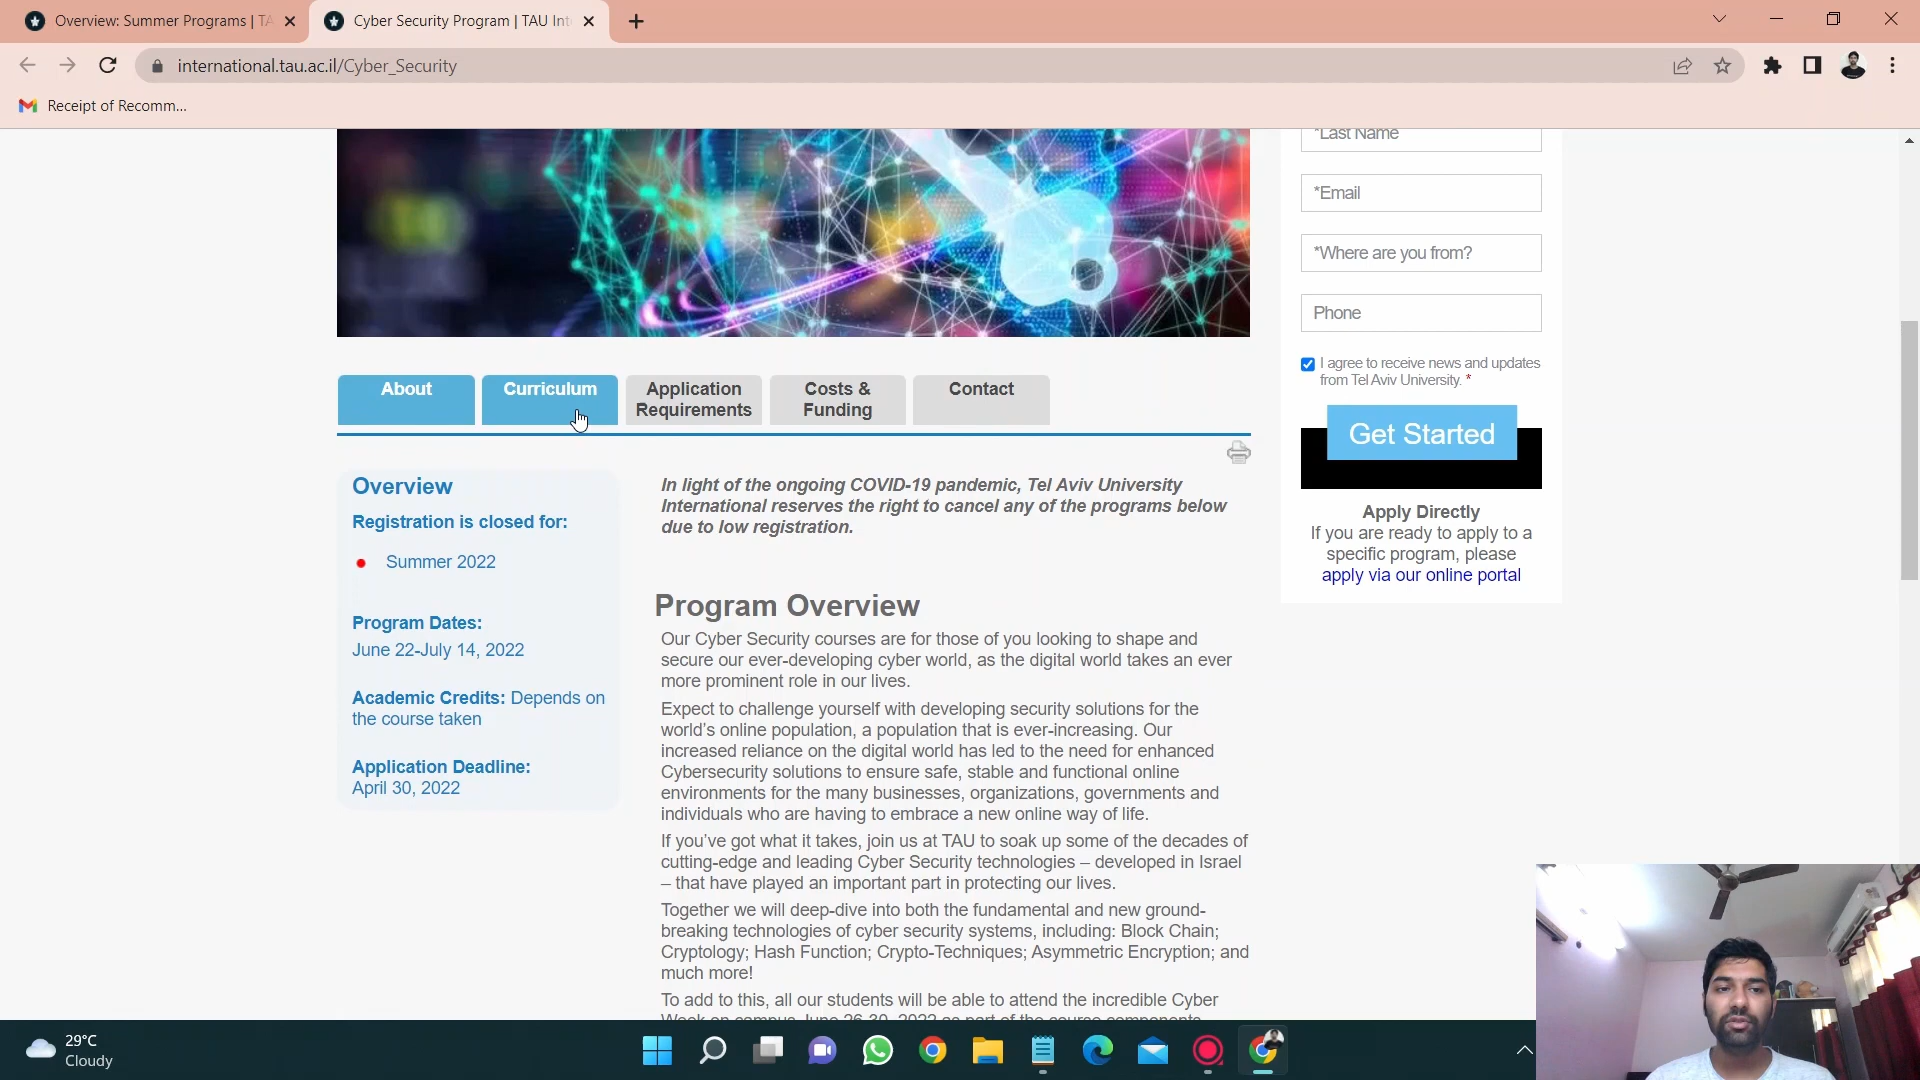 Overview: Summer Programs | TA
Cyber Security Program | TAU Int
international.tau.ac.il/Cyber_Security
Receipt of Recomm...
*Last Name
*Email
*Where are you from?
Phone
I agree to receive news and updates
from Tel Aviv University. *
Get Started
Apply Directly
If you are ready to apply to a
specific program, please
apply via our online portal
About
Curriculum
Application
Requirements
Costs &
Funding
Contact
Overview
Registration is closed for:
Summer 2022
Program Dates:
June 22-July 14, 2022
Academic Credits: Depends on
the course taken
Application Deadline:
April 30, 2022
In light of the ongoing COVID-19 pandemic, Tel Aviv University
International reserves the right to cancel any of the programs below
due to low registration.
Program Overview
Our Cyber Security courses are for those of you looking to shape and
secure our ever-developing cyber world, as the digital world takes an ever
more prominent role in our lives.
Expect to challenge yourself with developing security solutions for the
world's online population, a population that is ever-increasing. Our
increased reliance on the digital world has led to the need for enhanced
Cybersecurity solutions to ensure safe, stable and functional online
environments for the many businesses, organizations, governments and
individuals who are having to embrace a new online way of life.
If you've got what it takes, join us at TAU to soak up some of the decades of
cutting-edge and leading Cyber Security technologies – developed in Israel
– that have played an important part in protecting our lives.
Together we will deep-dive into both the fundamental and new ground-
breaking technologies of cyber security systems, including: Block Chain;
Cryptology; Hash Function; Crypto-Techniques; Asymmetric Encryption; and
much more!
To add to this, all our students will be able to attend the incredible Cyber
Week on campus June 26-30, 2022 as part of the course components
29°C
Cloudy